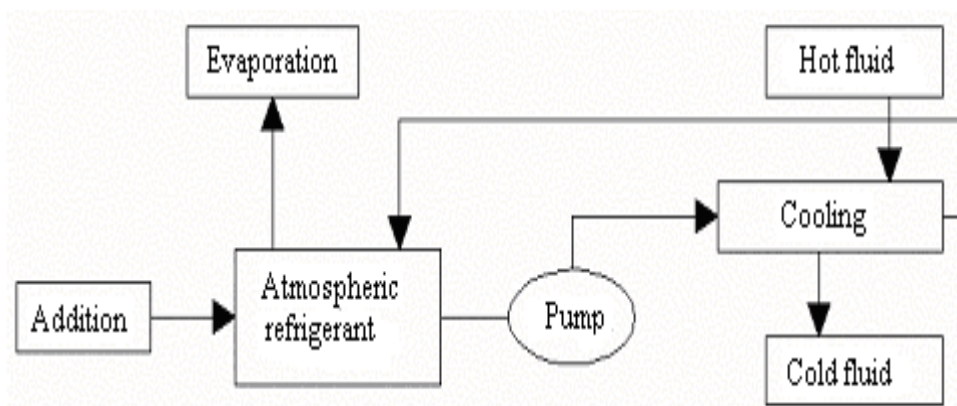 Evaporation
Hot fluid
Cooling
Atmospheric
refrigerant
Addition
Pump
Cold fluid